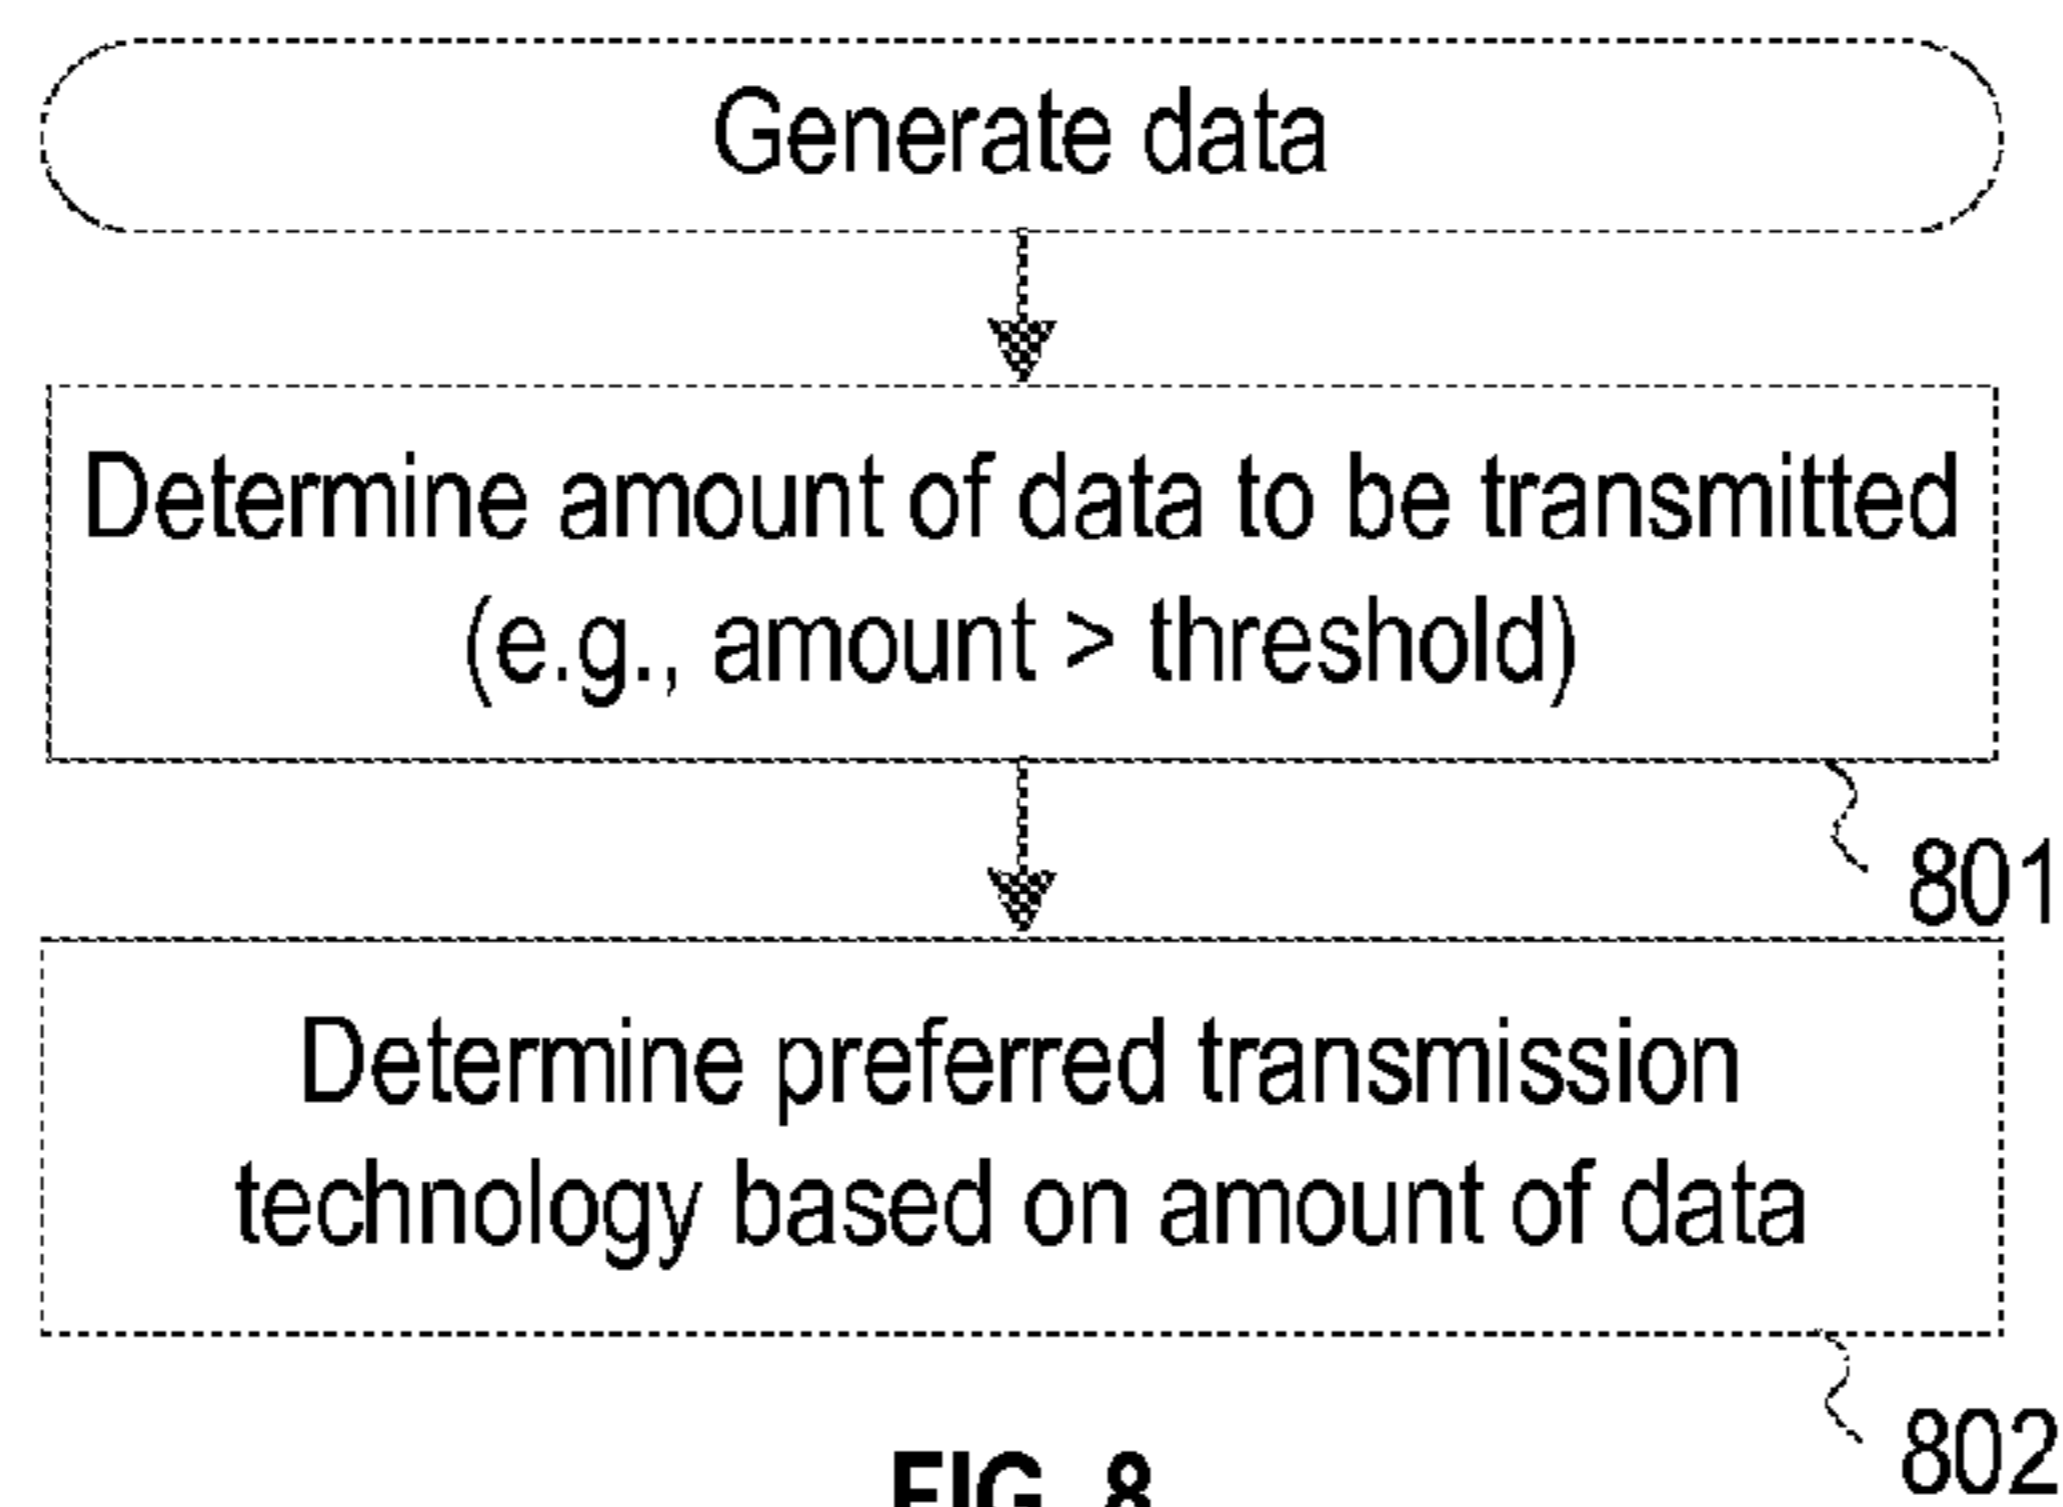 Generate data
Determine amount of data to be transmitted
(e.g., amount > threshold)
801
Determine preferred transmission
technology based on amount of data
802
FIG. 8